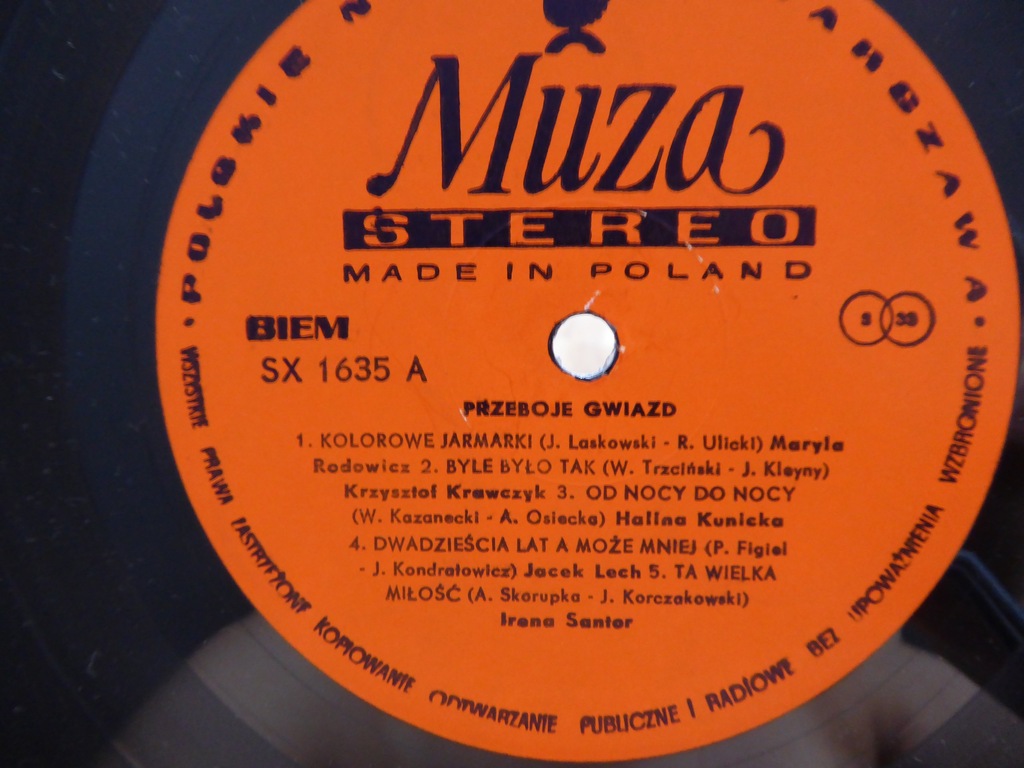 Muza
STEREO
MADE IN POLAND
BIEM
SX 1635 A
33
PRZEBOJE GWIAZD
1. KOLOROWE JARMARKI (J. Laskowski - R. Ulicki) Maryla
Rodowicz 2. BYLE BYŁO TAK (W. Trzciński - J. Kleyny)
Krzysztof Krawczyk 3. OD NOCY DO NOCY
(W. Kazanecki - A. Osiecka) Halina Kunicka
4. DWADZIEŚCIA LAT A MOŻE MNIEJ (P. Figiel
- J. Kondratowicz) Jacek Lech 5. TA WIELKA
MIŁOŚĆ (A. Skorupka - J. Korczakowski)
Irena Santor
• POLSKIE
WSZYSTKIE PRAWA ZASTRZEŻONE KOPIOWANIE ODTWARZANIE PUBLICZNE I RADIOWE BEZ UPOWAŻNIENIA WZBRONIONE